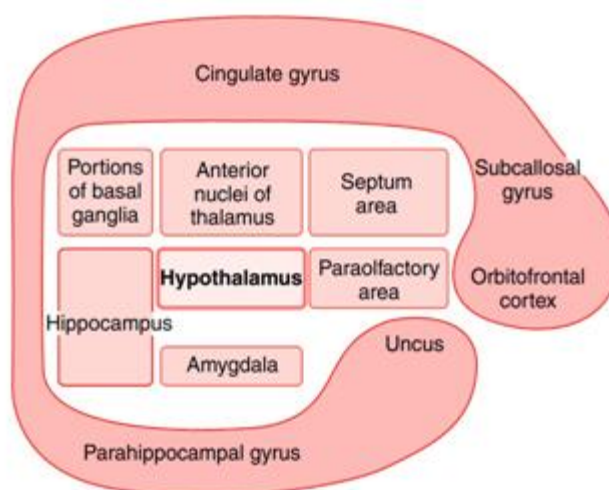 Cingulate gyrus
Portions
of basal
ganglia
Anterior
nuclei of
thalamus
Septum
area
Subcallosal
gyrus
Hypothalamus
Paraolfactory
area
Orbitofrontal
cortex
Hippocampus
Uncus
Amygdala
Parahippocampal gyrus